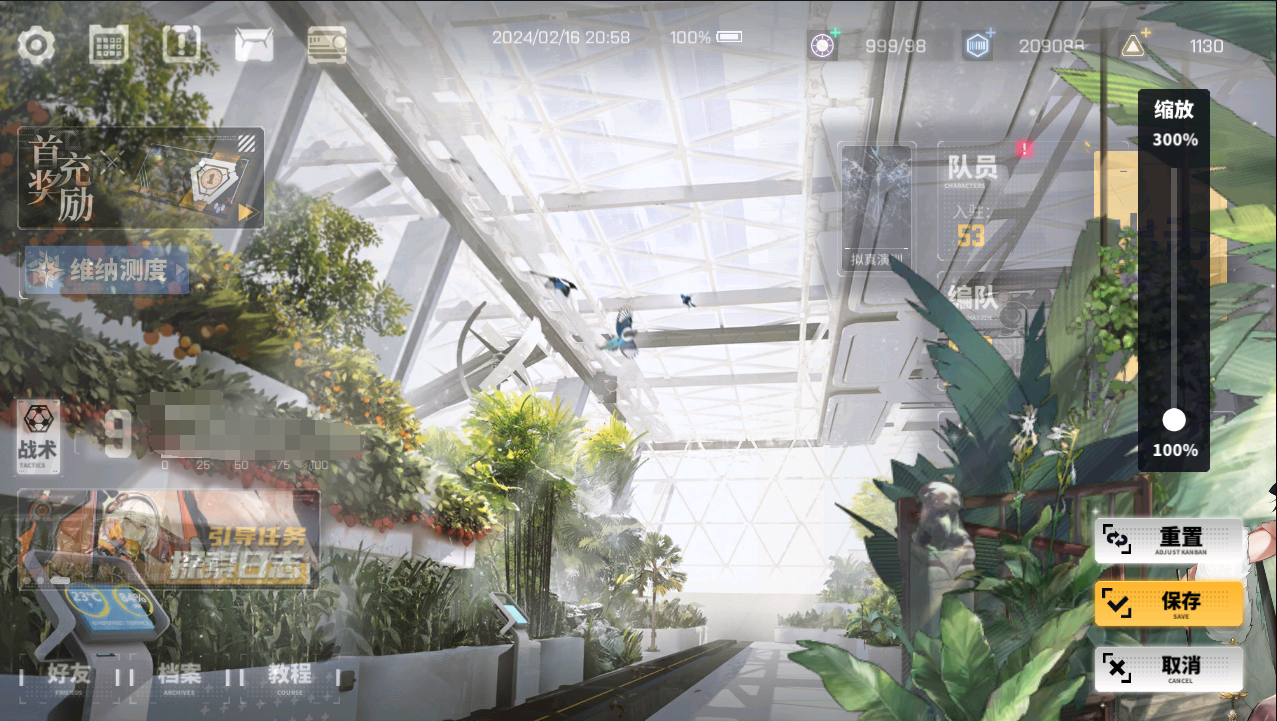 2024/02/16 20:58
100%
999/98
209088
1130
首充奖励
维纳测度
队员
CHARACTERS
入驻:
53
拟真演训
编队
缩放
300%
100%
战术
TACTICS
9
0 25 50 75 100
引导任务
探索日志
23°C
84%
重置
ADJUST KANBAN
保存
SAVE
取消
CANCEL
好友
FRIENDS
档案
ARCHIVES
教程
COURSE